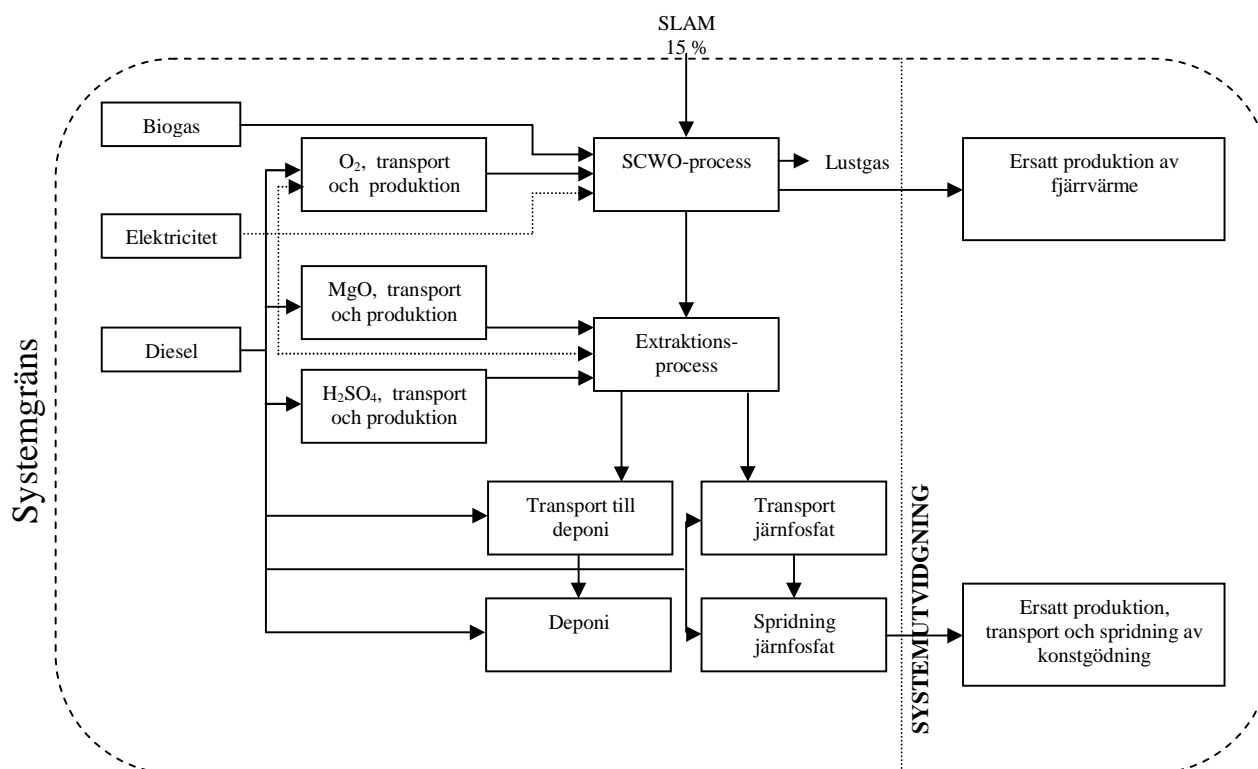 SLAM
15 %
Biogas
O₂, transport
och produktion
SCWO-process
Lustgas
Ersatt produktion av
fjärrvärme
Elektricitet
MgO, transport
och produktion
Diesel
Extraktions-
process
H₂SO₄, transport
och produktion
Systemgräns
Transport till
deponi
Transport
järnfosfat
SYSTEMUTVIDGNING
Deponi
Spridning
järnfosfat
Ersatt produktion,
transport och spridning av
konstgödning